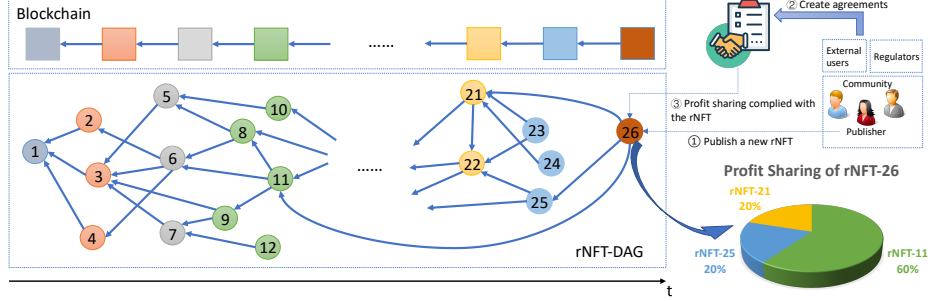 Blockchain
......
② Create agreements
External
users
Regulators
Community
Publisher
③ Profit sharing complied with
the rNFT
① Publish a new rNFT
1
2
3
4
5
6
7
8
9
10
11
12
......
21
22
23
24
25
26
rNFT-DAG
t
Profit Sharing of rNFT-26
rNFT-21
20%
rNFT-25
20%
rNFT-11
60%